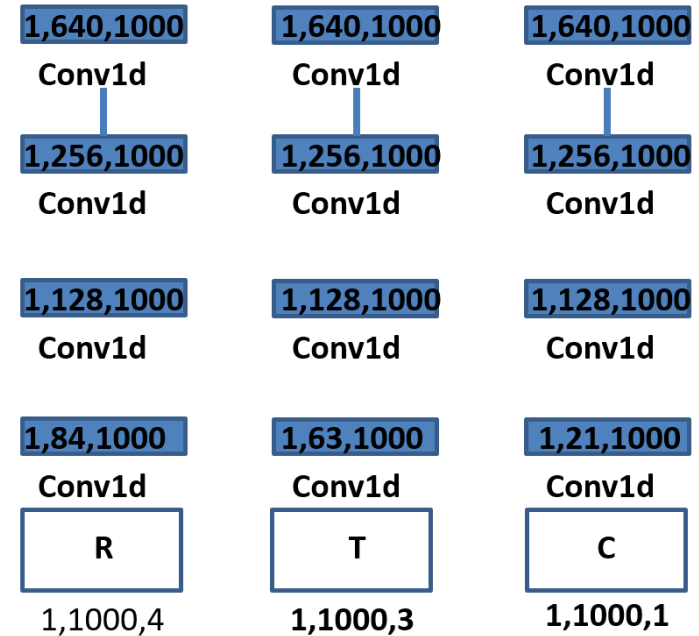 1,640,1000 1,640,1000 1,640,1000
Conv1d Conv1d Conv1d
1,256,1000 1,256,1000 1,256,1000
Conv1d Conv1d Conv1d
1,128,1000 1,128,1000 1,128,1000
Conv1d Conv1d Conv1d
1,84,1000 1,63,1000 1,21,1000
Conv1d Conv1d Conv1d
R T C
1,1000,4 1,1000,3 1,1000,1